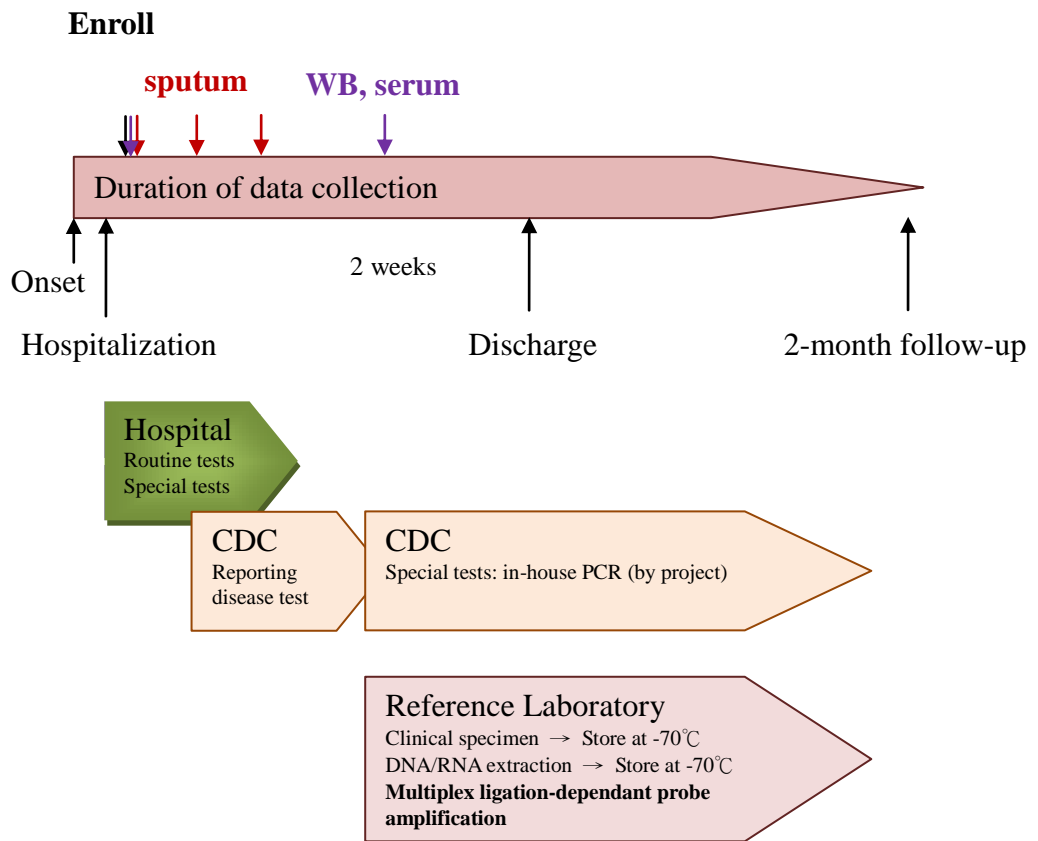 Enroll
sputum
WB, serum
Duration of data collection
2 weeks
Onset
Hospitalization
Discharge
2-month follow-up
Hospital
Routine tests
Special tests
CDC
Reporting
disease test
CDC
Special tests: in-house PCR (by project)
Reference Laboratory
Clinical specimen → Store at -70℃
DNA/RNA extraction → Store at -70℃
Multiplex ligation-dependant probe
amplification